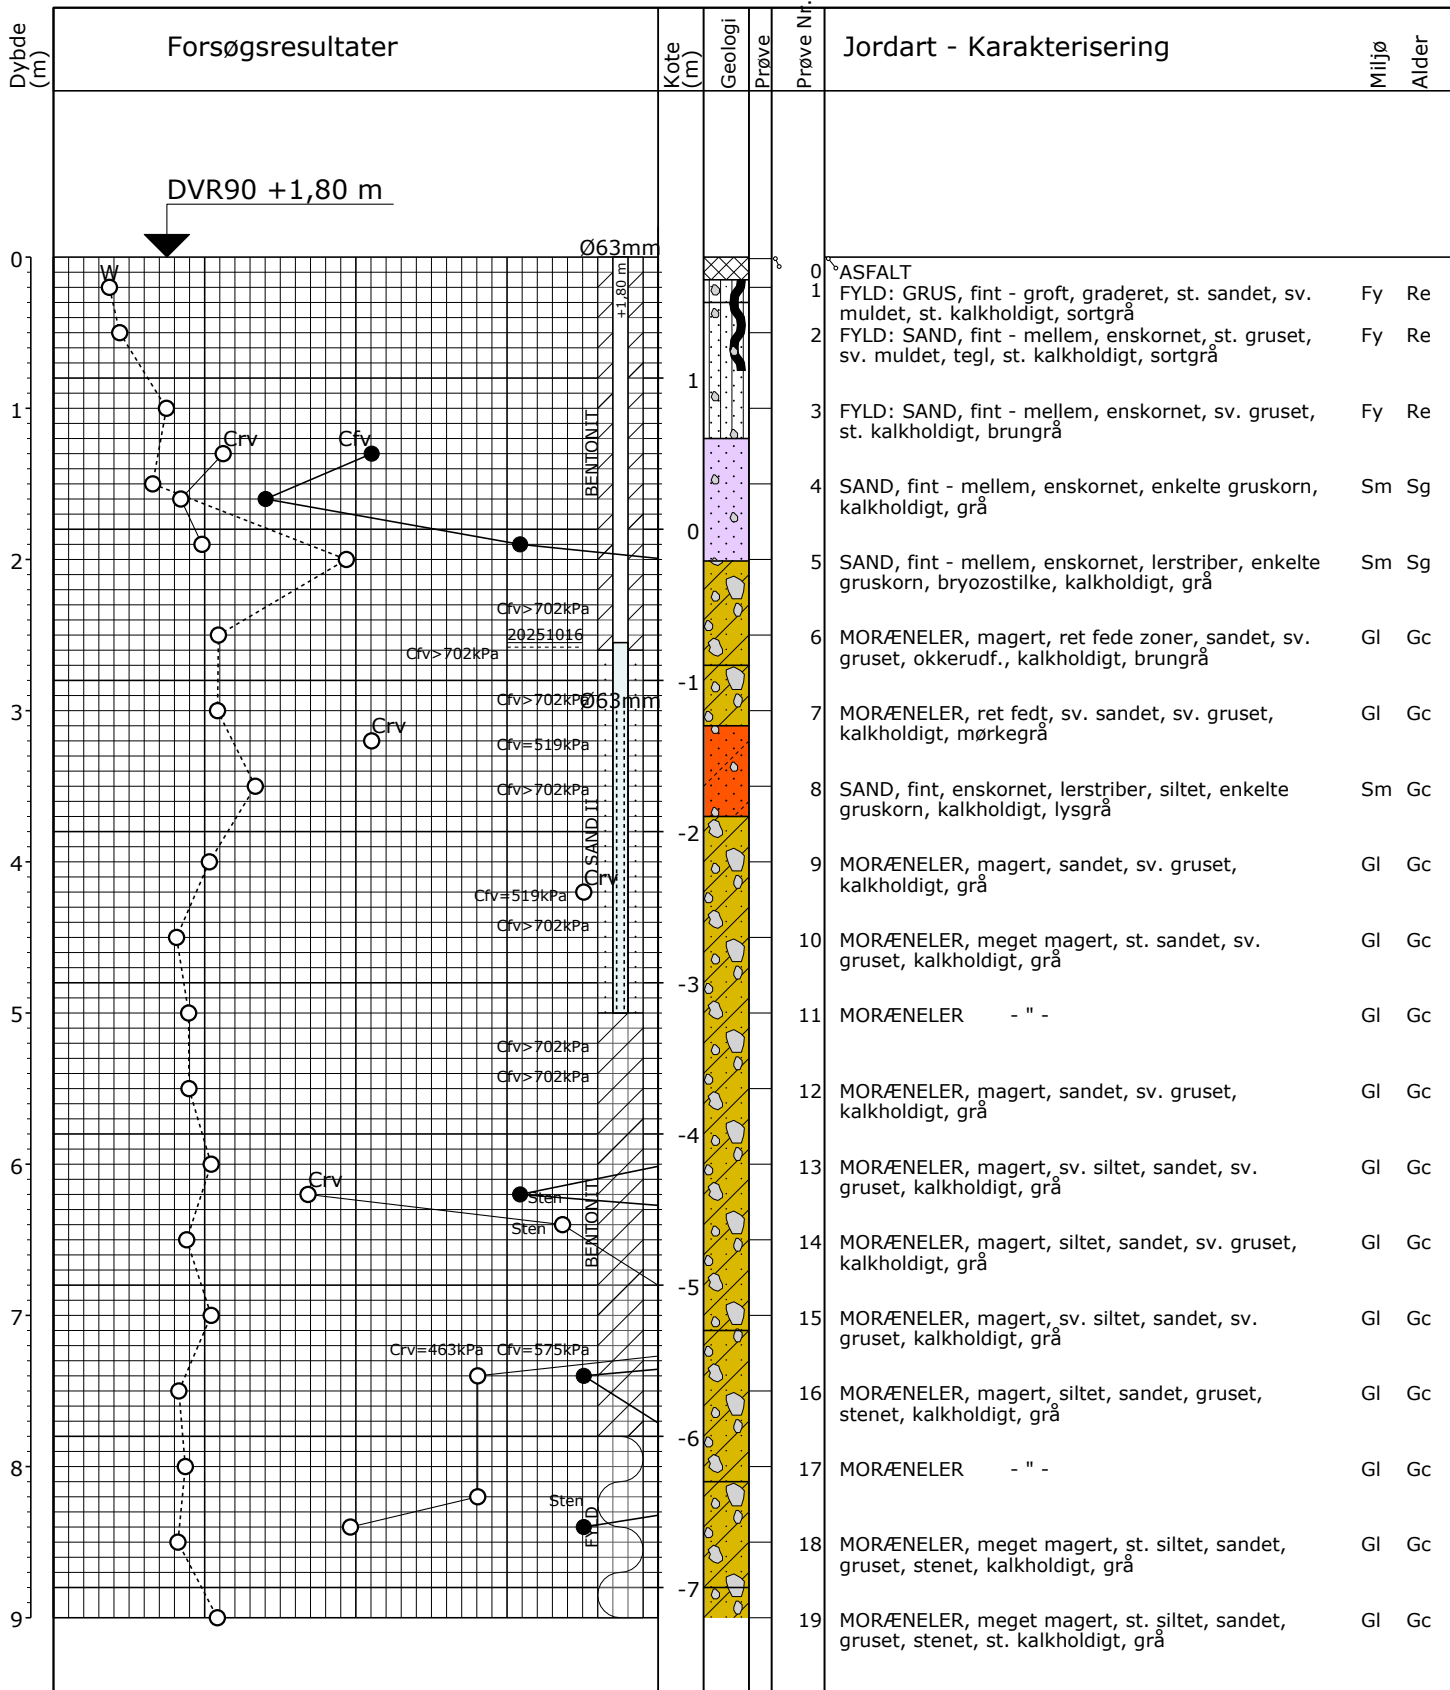 Dybde
(m)
Forsøgsresultater
Kote
(m)
Geologi
Prøve
Prøve Nr.
Jordart - Karakterisering
Miljø
Alder
DVR90 +1,80 m
Ø63mm
+1,80 m
0
W
0 ASFALT
1 FYLD: GRUS, fint - groft, graderet, st. sandet, sv. Fy Re
muldet, st. kalkholdigt, sortgrå
2 FYLD: SAND, fint - mellem, enskornet, st. gruset, Fy Re
sv. muldet, tegl, st. kalkholdigt, sortgrå
1
1
3 FYLD: SAND, fint - mellem, enskornet, sv. gruset, Fy Re
st. kalkholdigt, brungrå
Crv
Cfv
BENTONIT
4 SAND, fint - mellem, enskornet, enkelte gruskorn, Sm Sg
kalkholdigt, grå
0
2
5 SAND, fint - mellem, enskornet, lerstriber, enkelte Sm Sg
gruskorn, bryozostilke, kalkholdigt, grå
Cfv>702kPa
20251016
6 MORÆNELER, magert, ret fede zoner, sandet, sv. Gl Gc
gruset, okkerudf., kalkholdigt, brungrå
Cfv>702kPa
-1
Cfv>702kPa
Ø63mm
3
7 MORÆNELER, ret fedt, sv. sandet, sv. gruset, Gl Gc
kalkholdigt, mørkegrå
Crv
Cfv=519kPa
Cfv>702kPa
8 SAND, fint, enskornet, lerstriber, siltet, enkelte Sm Gc
gruskorn, kalkholdigt, lysgrå
-2
SAND II
4
9 MORÆNELER, magert, sandet, sv. gruset, Gl Gc
kalkholdigt, grå
Crv
Cfv=519kPa
Cfv>702kPa
10 MORÆNELER, meget magert, st. sandet, sv. Gl Gc
gruset, kalkholdigt, grå
-3
5
11 MORÆNELER - " - Gl Gc
Cfv>702kPa
Cfv>702kPa
12 MORÆNELER, magert, sandet, sv. gruset, Gl Gc
kalkholdigt, grå
-4
6
13 MORÆNELER, magert, sv. siltet, sandet, sv. Gl Gc
gruset, kalkholdigt, grå
Crv
Sten
Sten
BENTONIT
14 MORÆNELER, magert, siltet, sandet, sv. gruset, Gl Gc
kalkholdigt, grå
-5
7
15 MORÆNELER, magert, sv. siltet, sandet, sv. Gl Gc
gruset, kalkholdigt, grå
Crv=463kPa Cfv=575kPa
16 MORÆNELER, magert, siltet, sandet, gruset, Gl Gc
stenet, kalkholdigt, grå
-6
8
17 MORÆNELER - " - Gl Gc
Sten
FYLD
18 MORÆNELER, meget magert, st. siltet, sandet, Gl Gc
gruset, stenet, kalkholdigt, grå
-7
9
19 MORÆNELER, meget magert, st. siltet, sandet, Gl Gc
gruset, stenet, st. kalkholdigt, grå